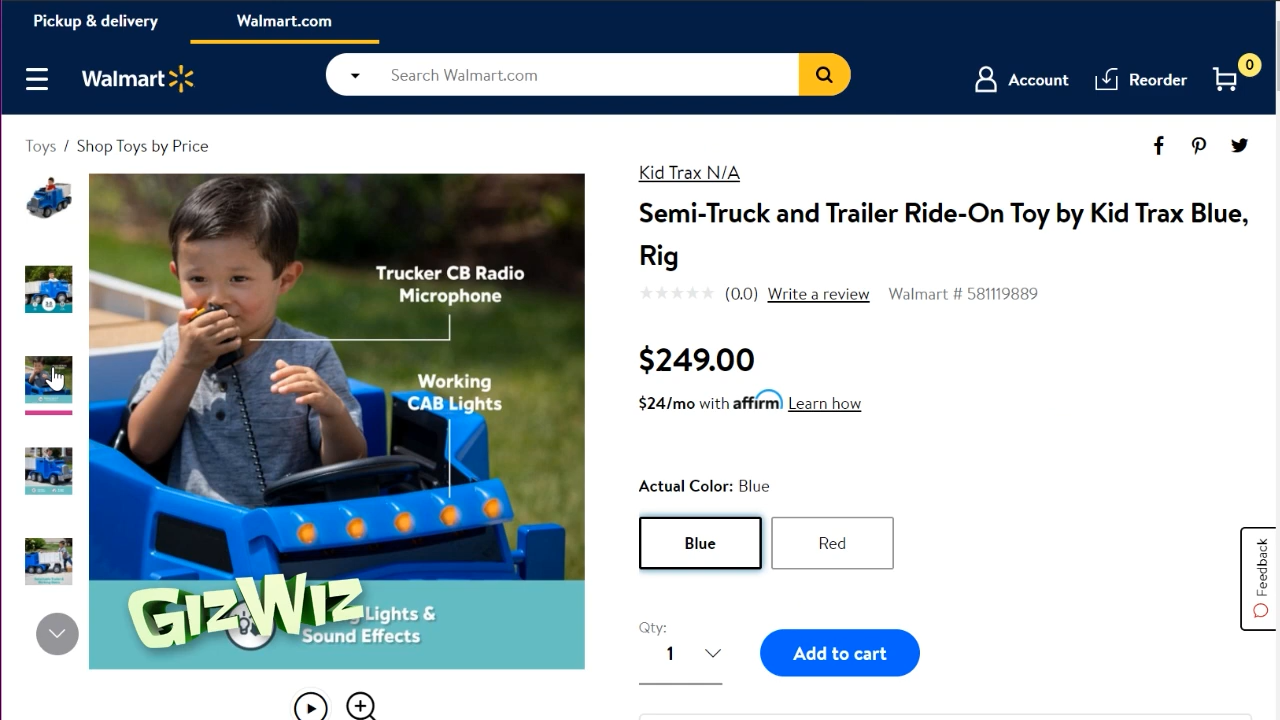 Pickup & delivery
Walmart.com
Walmart
Search Walmart.com
Account
Reorder
0
Toys / Shop Toys by Price
Kid Trax N/A
Semi-Truck and Trailer Ride-On Toy by Kid Trax Blue,
Rig
(0.0) Write a review Walmart # 581119889
$249.00
$24/mo with affirm Learn how
Actual Color: Blue
Blue
Red
Qty:
1
Add to cart
Feedback
Trucker CB Radio
Microphone
Working
CAB Lights
GizWiz
Lights &
Sound Effects